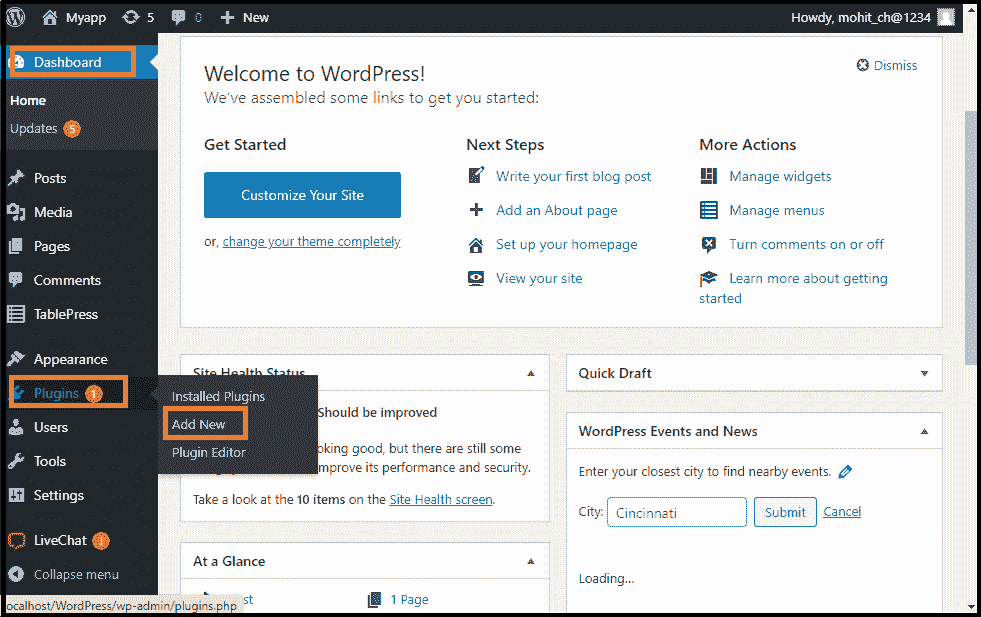 Myapp 5 0 New Howdy, mohit_ch@1234
Dashboard
Home
Updates 5
Posts
Media
Pages
Comments
TablePress
Appearance
Plugins 1
Users
Tools
Settings
LiveChat 1
Collapse menu
Installed Plugins
Add New
Plugin Editor
Welcome to WordPress!
We've assembled some links to get you started:
Dismiss
Get Started
Customize Your Site
or, change your theme completely
Next Steps
Write your first blog post
Add an About page
Set up your homepage
View your site
More Actions
Manage widgets
Manage menus
Turn comments on or off
Learn more about getting
started
Site Health Status
Should be improved
good, but there are still some
improve its performance and security.
Take a look at the 10 items on the Site Health screen.
At a Glance
1 Page
Quick Draft
WordPress Events and News
Enter your closest city to find nearby events.
City: Cincinnati Submit Cancel
Loading...
ocalhost/WordPress/wp-admin/plugins.php